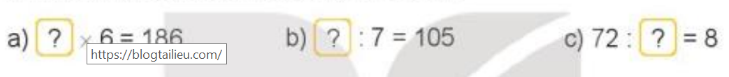 a) ? × 6 = 186 b) ? : 7 = 105 c) 72 : ? = 8
https://blogtailieu.com/